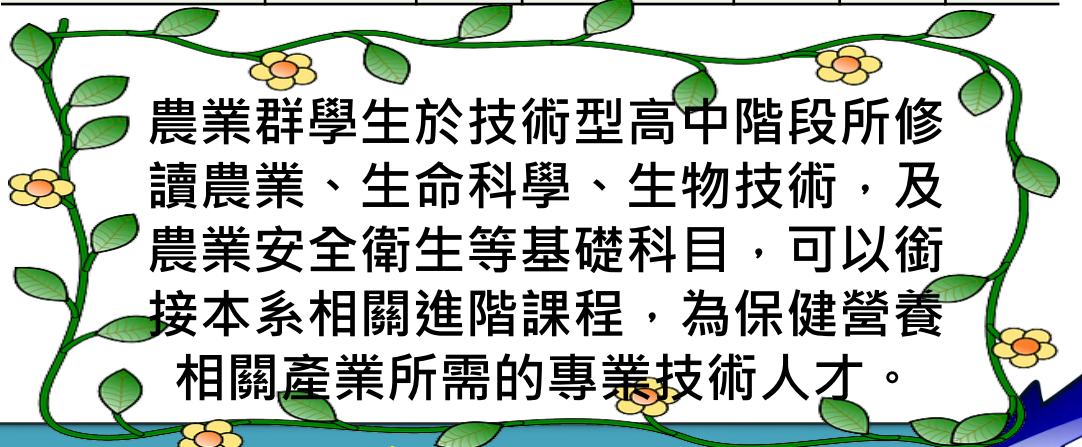 農業群學生於技術型高中階段所修
讀農業、生命科學、生物技術，及
農業安全衛生等基礎科目，可以銜
接本系相關進階課程，為保健營養
相關產業所需的專業技術人才。